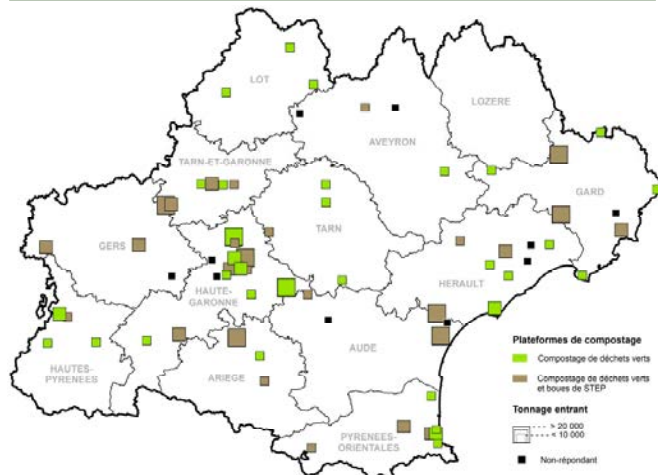 LOT
LOZERE
AVEYRON
TARN-ET-GARONNE
GARD
TARN
GERS
HERAULT
HAUTE-
GARONNE
AUDE
HAUTES-
PYRENEES
ARIEGE
PYRENEES-
ORIENTALES
Plateformes de compostage
Compostage de déchets verts
Compostage de déchets verts
et boues de STEP
Tonnage entrant
> 20 000
< 10 000
Non-répondant